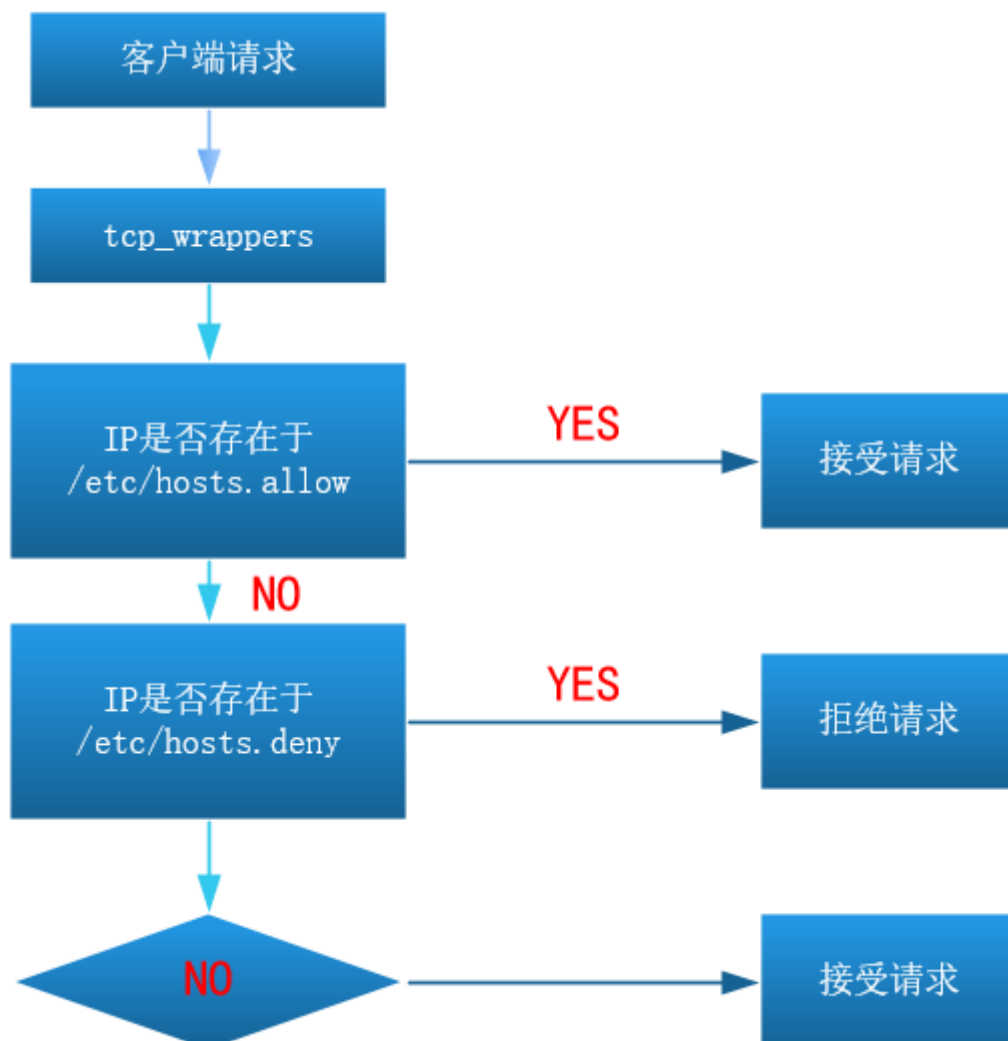 客户端请求
tcp_wrappers
IP是否存在于
/etc/hosts.allow
YES
接受请求
NO
IP是否存在于
/etc/hosts.deny
YES
拒绝请求
NO
接受请求